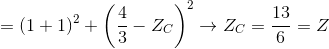 = (1 + 1)² + (4/3 − Z_C)² → Z_C = 13/6 = Z